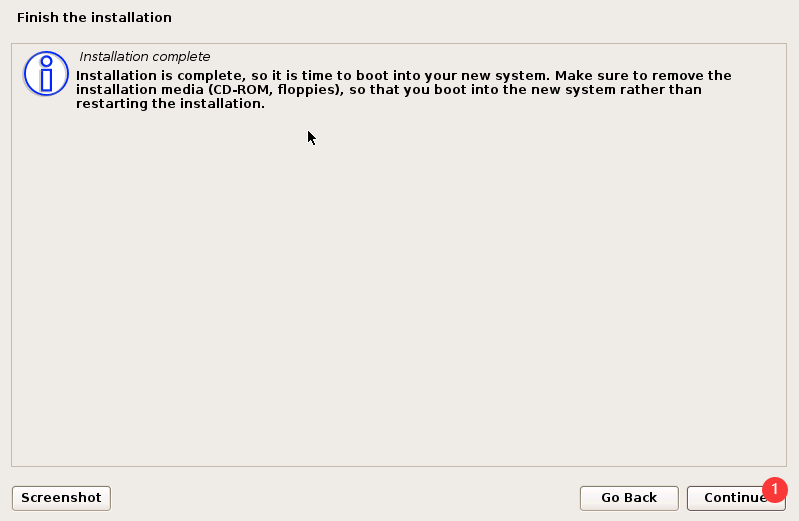 Finish the installation
Installation complete
Installation is complete, so it is time to boot into your new system. Make sure to remove the
installation media (CD-ROM, floppies), so that you boot into the new system rather than
restarting the installation.
Screenshot
Go Back
Continue
1